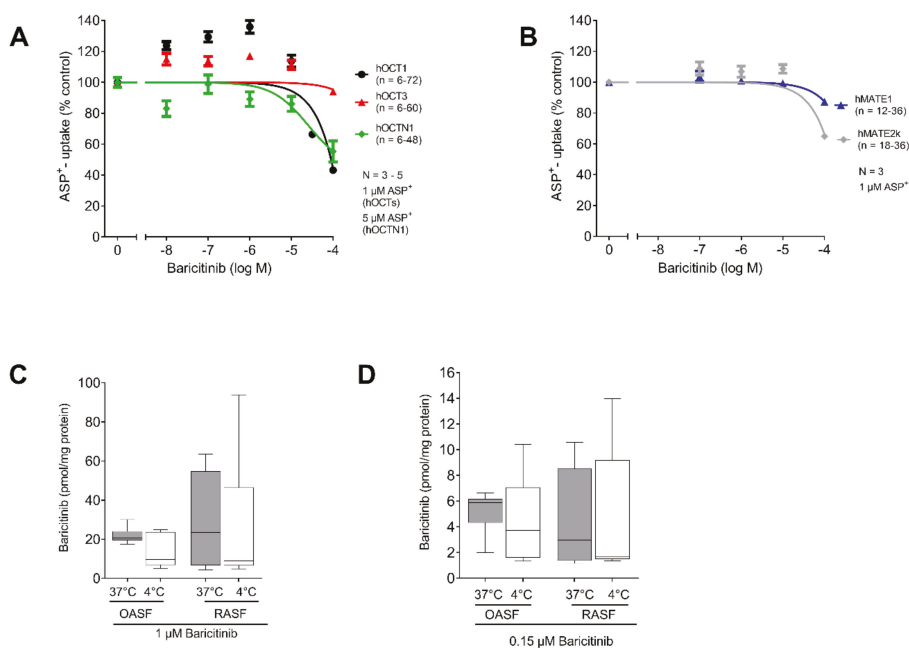 A
ASP⁺- uptake (% control)
140
120
100
80
60
40
20
0
0 -8 -7 -6 -5 -4
Baricitinib (log M)
hOCT1
(n = 6-72)
hOCT3
(n = 6-60)
hOCTN1
(n = 6-48)
N = 3 - 5
1 µM ASP⁺
(hOCTs)
5 µM ASP⁺
(hOCTN1)
B
ASP⁺- uptake (% control)
140
120
100
80
60
40
20
0
0 -8 -7 -6 -5 -4
Baricitinib (log M)
hMATE1
(n = 12-36)
hMATE2k
(n = 18-36)
N = 3
1 µM ASP⁺
C
Baricitinib (pmol/mg protein)
100
80
60
40
20
0
37°C 4°C 37°C 4°C
OASF RASF
1 µM Baricitinib
D
Baricitinib (pmol/mg protein)
16
14
12
10
8
6
4
2
0
37°C 4°C 37°C 4°C
OASF RASF
0.15 µM Baricitinib